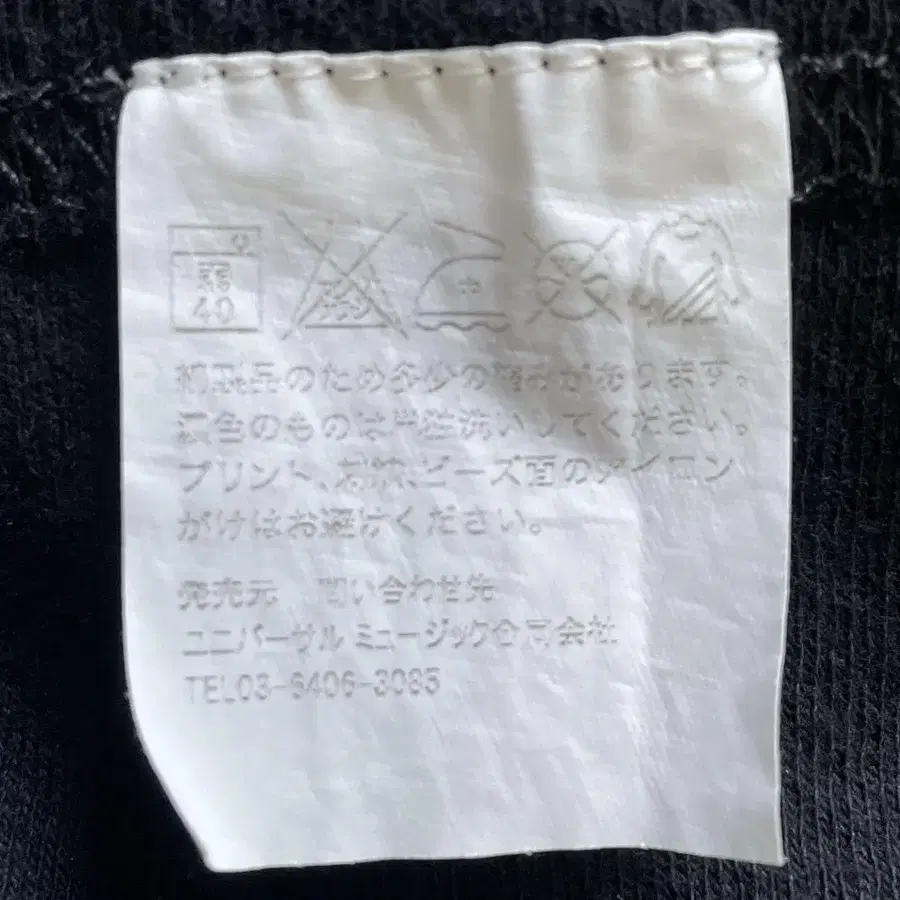 弱
40
綿製品のため多少の縮みがあります。
濃色のものは単独洗いしてください。
プリント、刺繍、ビーズ面のアイロン
がけはお避けください。
発売元 問い合わせ先
ユニバーサル ミュージック合同会社
TEL03-6406-3085